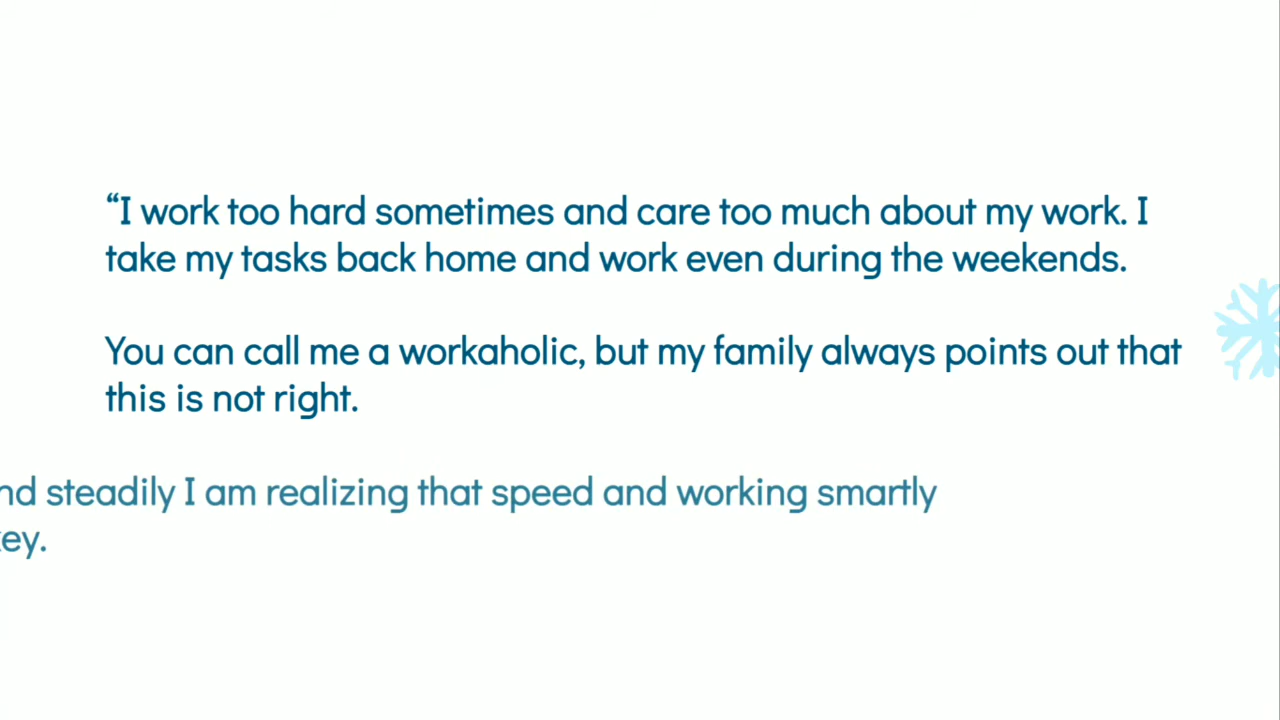 “I work too hard sometimes and care too much about my work. I
take my tasks back home and work even during the weekends.
You can call me a workaholic, but my family always points out that
this is not right.
steadily I am realizing that speed and working smartly